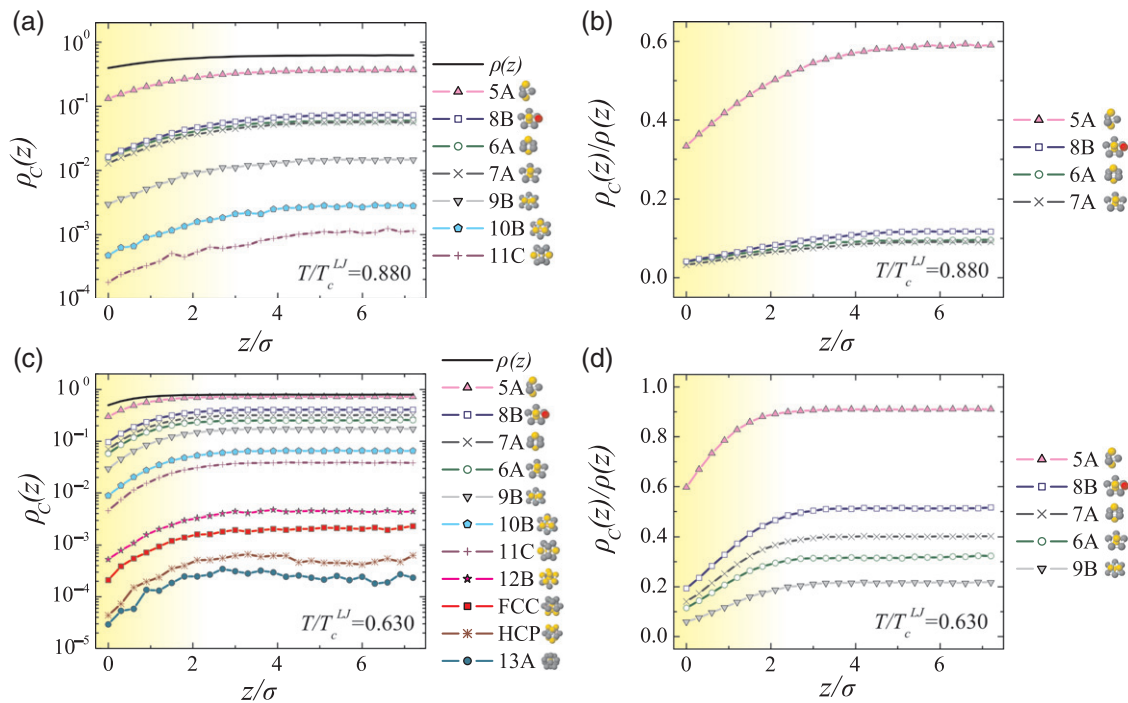 (a)
10⁰
10⁻¹
10⁻²
10⁻³
10⁻⁴
ρ_C(z)
0 2 4 6
z/σ
T/T_c^{LJ}=0.880
ρ(z)
5A
8B
6A
7A
9B
10B
11C
(b)
0.6
0.4
0.2
0.0
ρ_C(z)/ρ(z)
0 2 4 6
z/σ
T/T_c^{LJ}=0.880
5A
8B
6A
7A
(c)
10⁰
10⁻¹
10⁻²
10⁻³
10⁻⁴
10⁻⁵
ρ_C(z)
0 2 4 6
z/σ
T/T_c^{LJ}=0.630
ρ(z)
5A
8B
7A
6A
9B
10B
11C
12B
FCC
HCP
13A
(d)
1.0
0.8
0.6
0.4
0.2
0.0
ρ_C(z)/ρ(z)
0 2 4 6
z/σ
T/T_c^{LJ}=0.630
5A
8B
7A
6A
9B